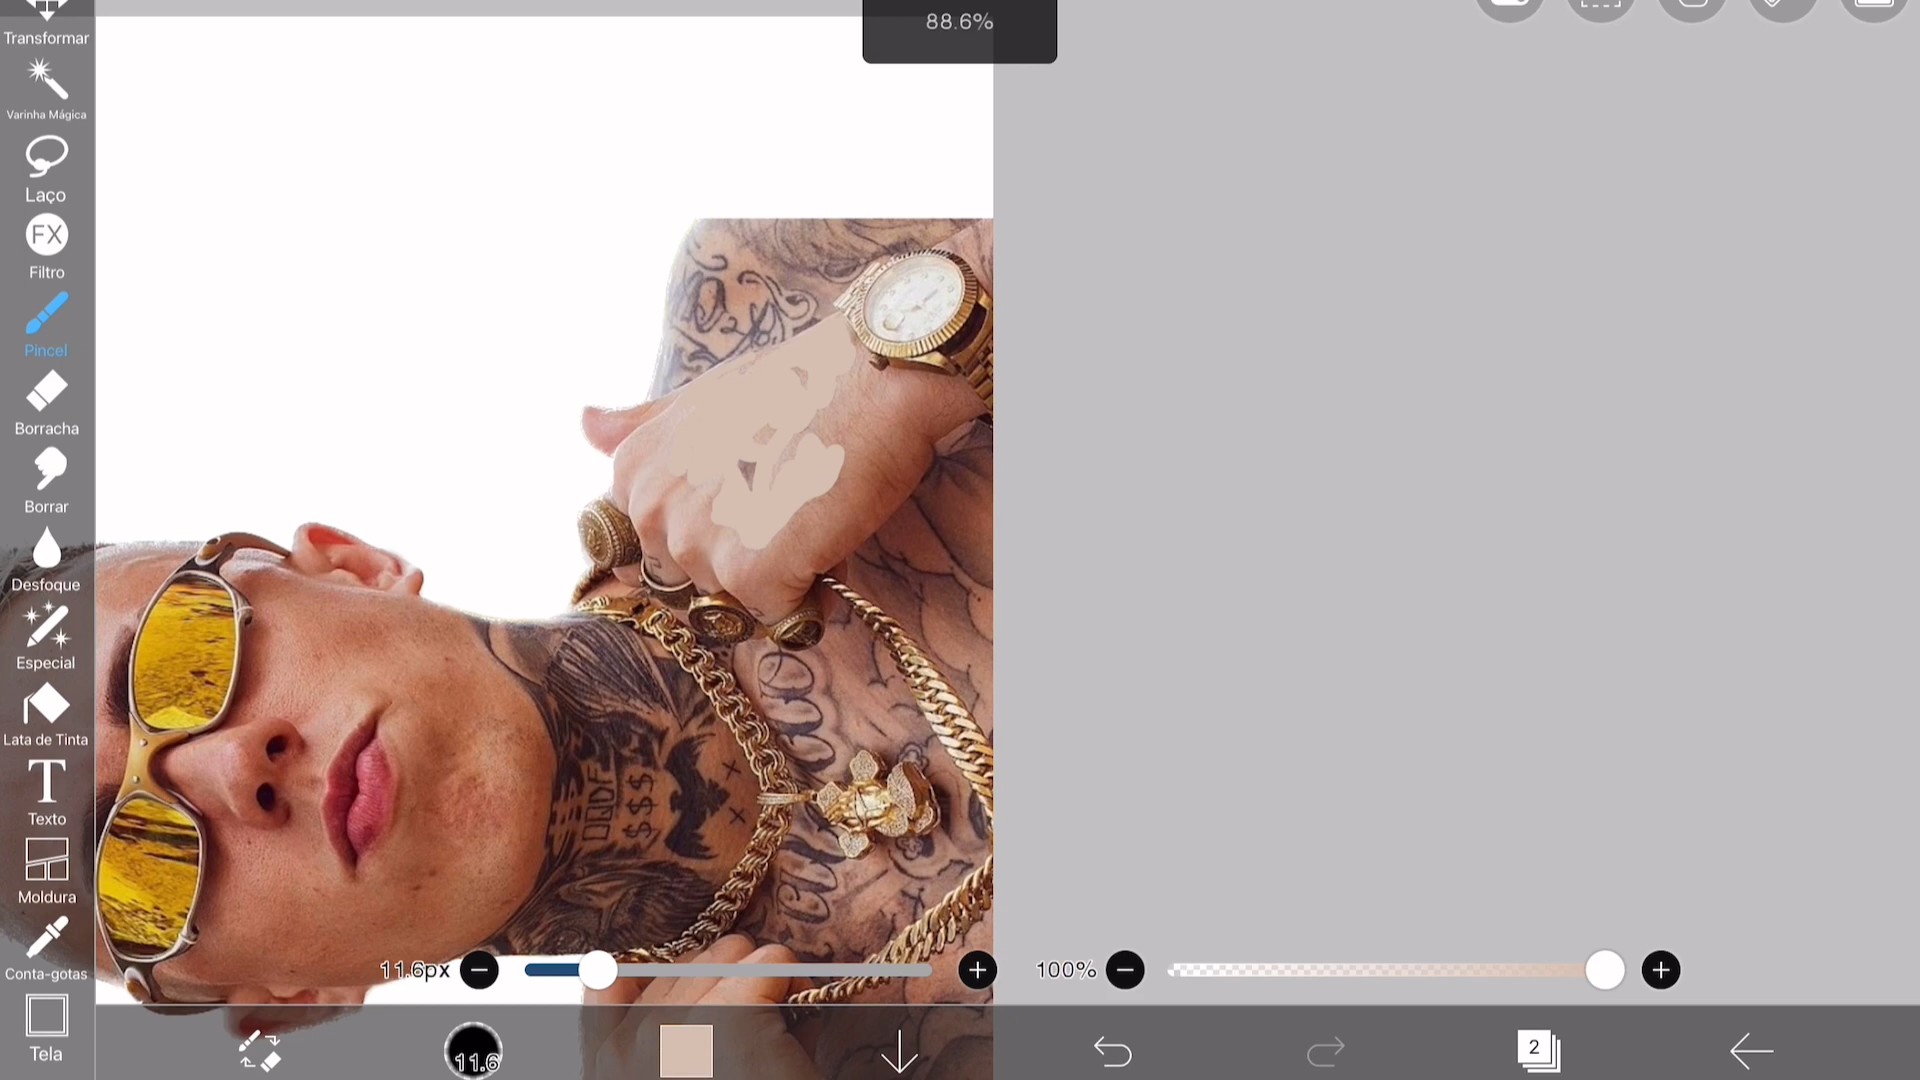 88.6%
Transformar
Varinha Mágica
Laço
FX
Filtro
Pincel
Borracha
Borrar
Desfoque
Especial
Lata de Tinta
T
Texto
Moldura
Conta-gotas
Tela
$$$
11.6px
100%
11.6
2